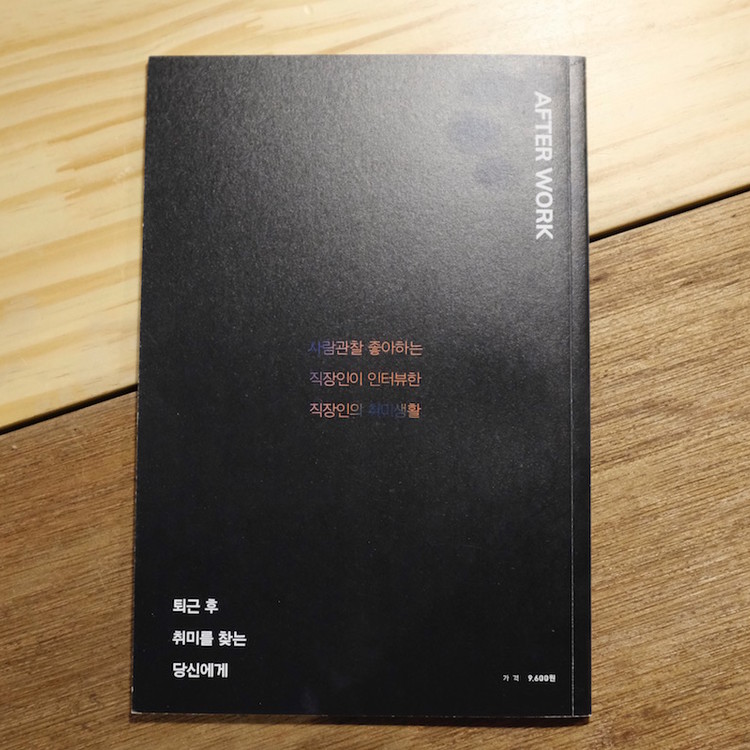 AFTER WORK
사람관찰 좋아하는
직장인이 인터뷰한
직장인의 취미생활
퇴근 후
취미를 찾는
당신에게
가격 9,600원